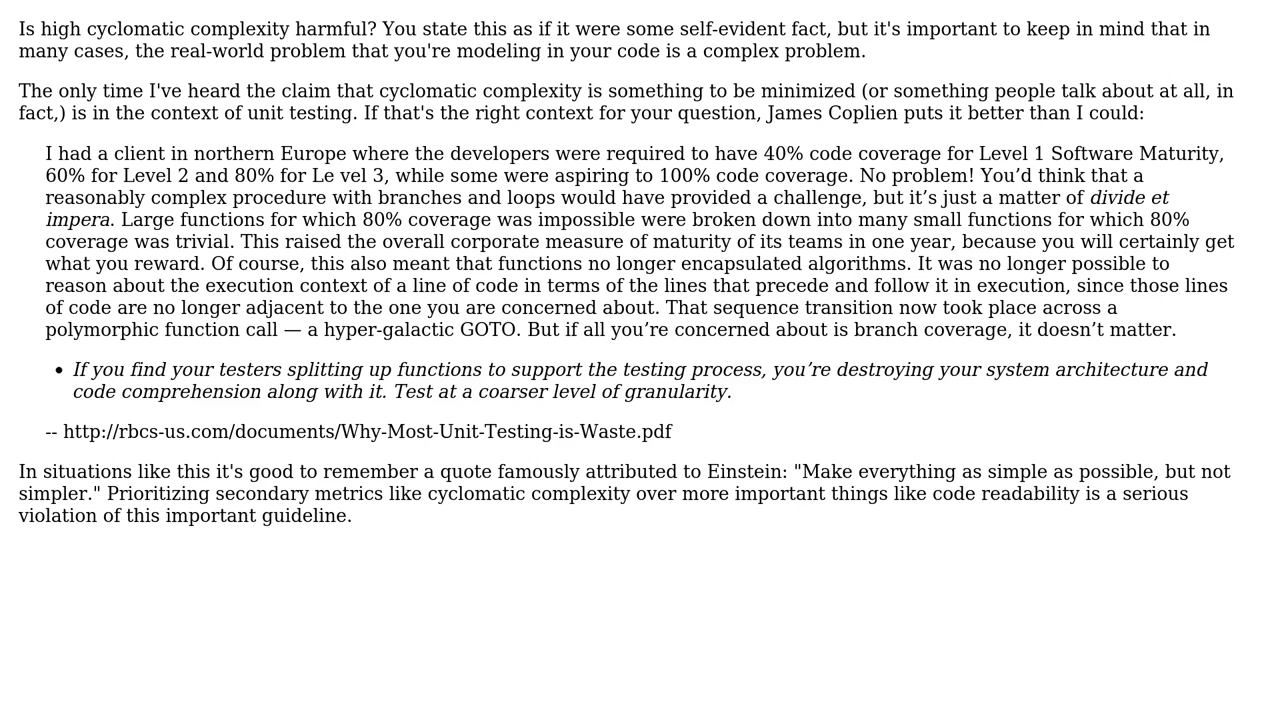 Is high cyclomatic complexity harmful? You state this as if it were some self-evident fact, but it's important to keep in mind that in
many cases, the real-world problem that you're modeling in your code is a complex problem.
The only time I've heard the claim that cyclomatic complexity is something to be minimized (or something people talk about at all, in
fact,) is in the context of unit testing. If that's the right context for your question, James Coplien puts it better than I could:
I had a client in northern Europe where the developers were required to have 40% code coverage for Level 1 Software Maturity,
60% for Level 2 and 80% for Le vel 3, while some were aspiring to 100% code coverage. No problem! You’d think that a
reasonably complex procedure with branches and loops would have provided a challenge, but it’s just a matter of divide et
impera. Large functions for which 80% coverage was impossible were broken down into many small functions for which 80%
coverage was trivial. This raised the overall corporate measure of maturity of its teams in one year, because you will certainly get
what you reward. Of course, this also meant that functions no longer encapsulated algorithms. It was no longer possible to
reason about the execution context of a line of code in terms of the lines that precede and follow it in execution, since those lines
of code are no longer adjacent to the one you are concerned about. That sequence transition now took place across a
polymorphic function call — a hyper-galactic GOTO. But if all you’re concerned about is branch coverage, it doesn’t matter.
• If you find your testers splitting up functions to support the testing process, you’re destroying your system architecture and
code comprehension along with it. Test at a coarser level of granularity.
-- http://rbcs-us.com/documents/Why-Most-Unit-Testing-is-Waste.pdf
In situations like this it's good to remember a quote famously attributed to Einstein: "Make everything as simple as possible, but not
simpler." Prioritizing secondary metrics like cyclomatic complexity over more important things like code readability is a serious
violation of this important guideline.